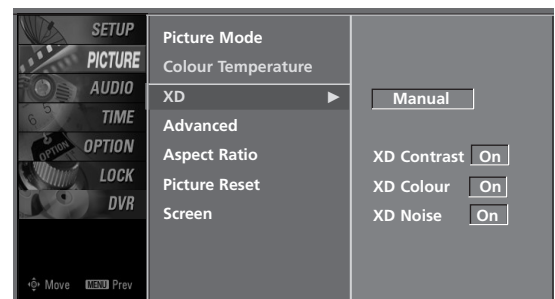 SETUP
PICTURE
AUDIO
TIME
OPTION
LOCK
DVR
Move MENU Prev
Picture Mode
Colour Temperature
XD ▶
Advanced
Aspect Ratio
Picture Reset
Screen
Manual
XD Contrast On
XD Colour On
XD Noise On